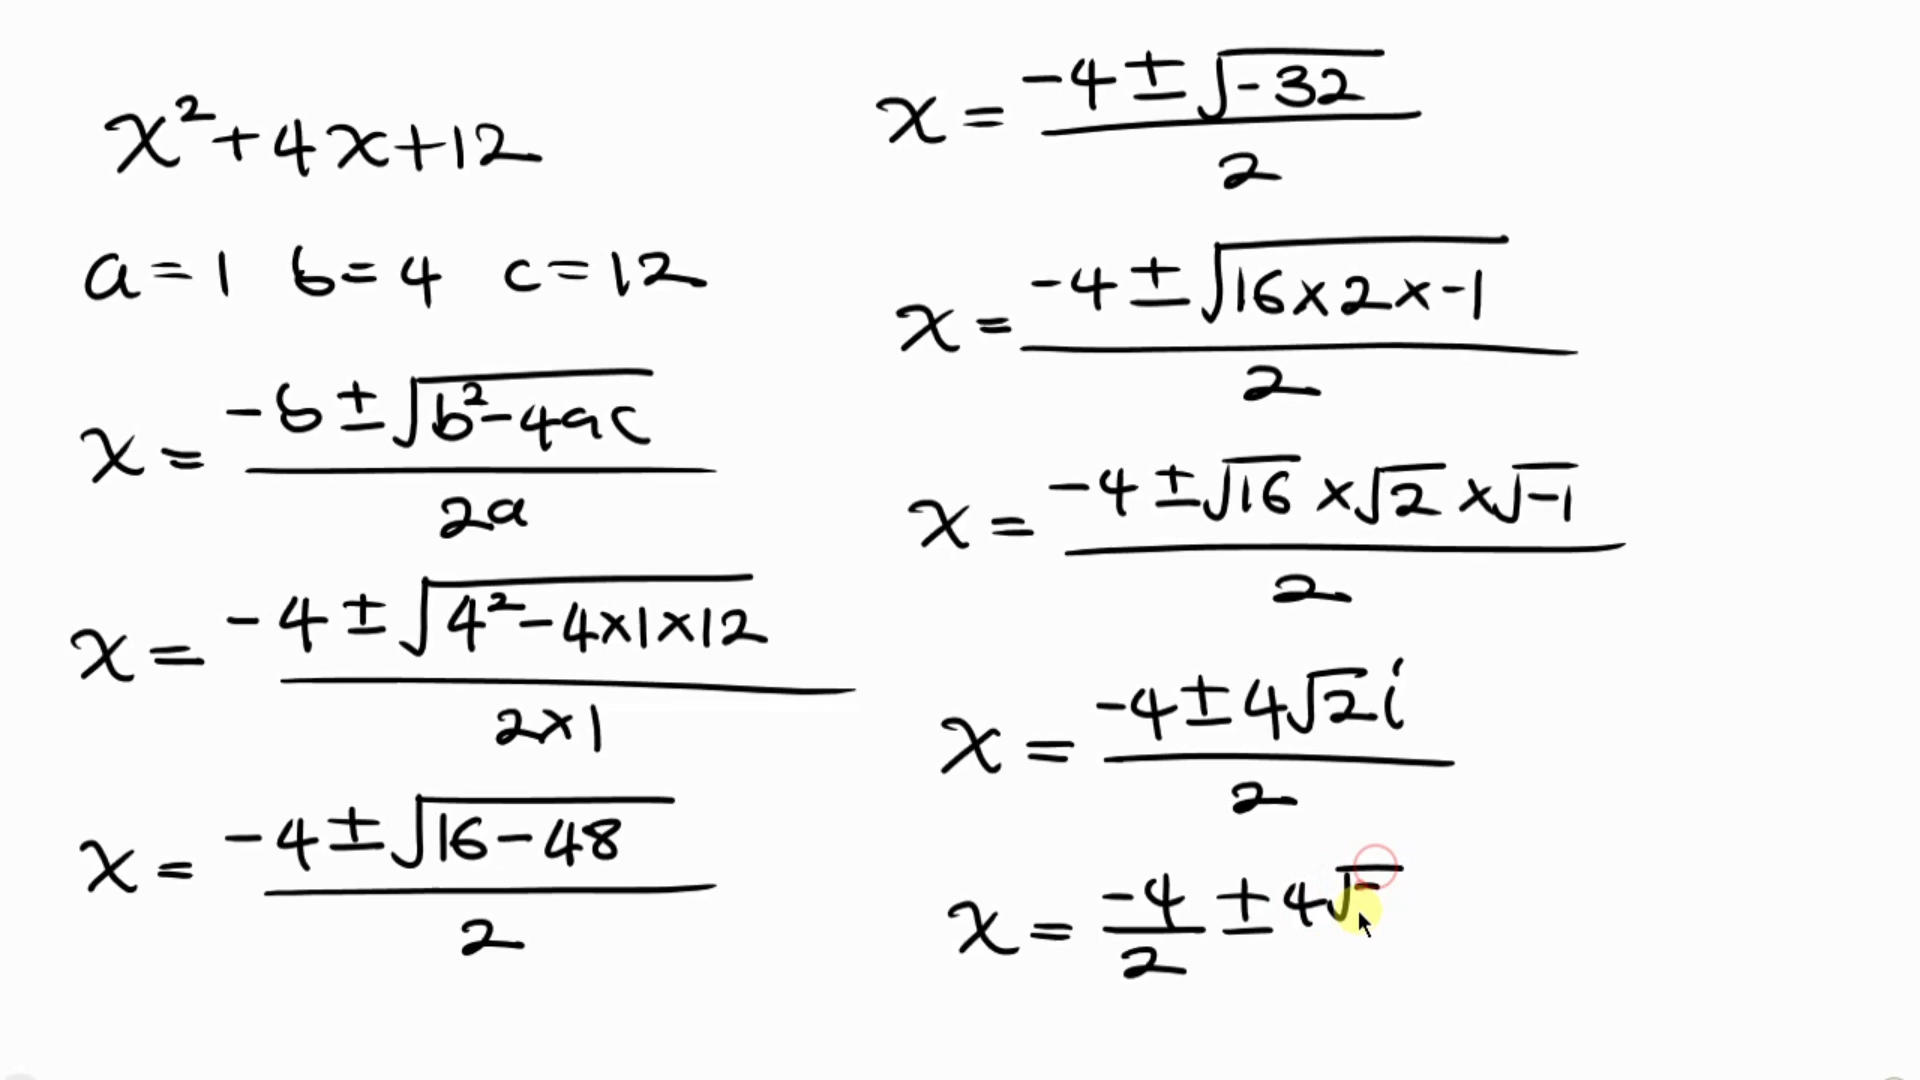 x²+4x+12
a=1 b=4 c=12
x = (-b±√(b²-4ac))/(2a)
x = (-4±√(4²-4×1×12))/(2×1)
x = (-4±√(16-48))/2
x = (-4±√(-32))/2
x = (-4±√(16×2×-1))/2
x = (-4±√16×√2×√-1)/2
x = (-4±4√2i)/2
x = -4/2 ± 4√